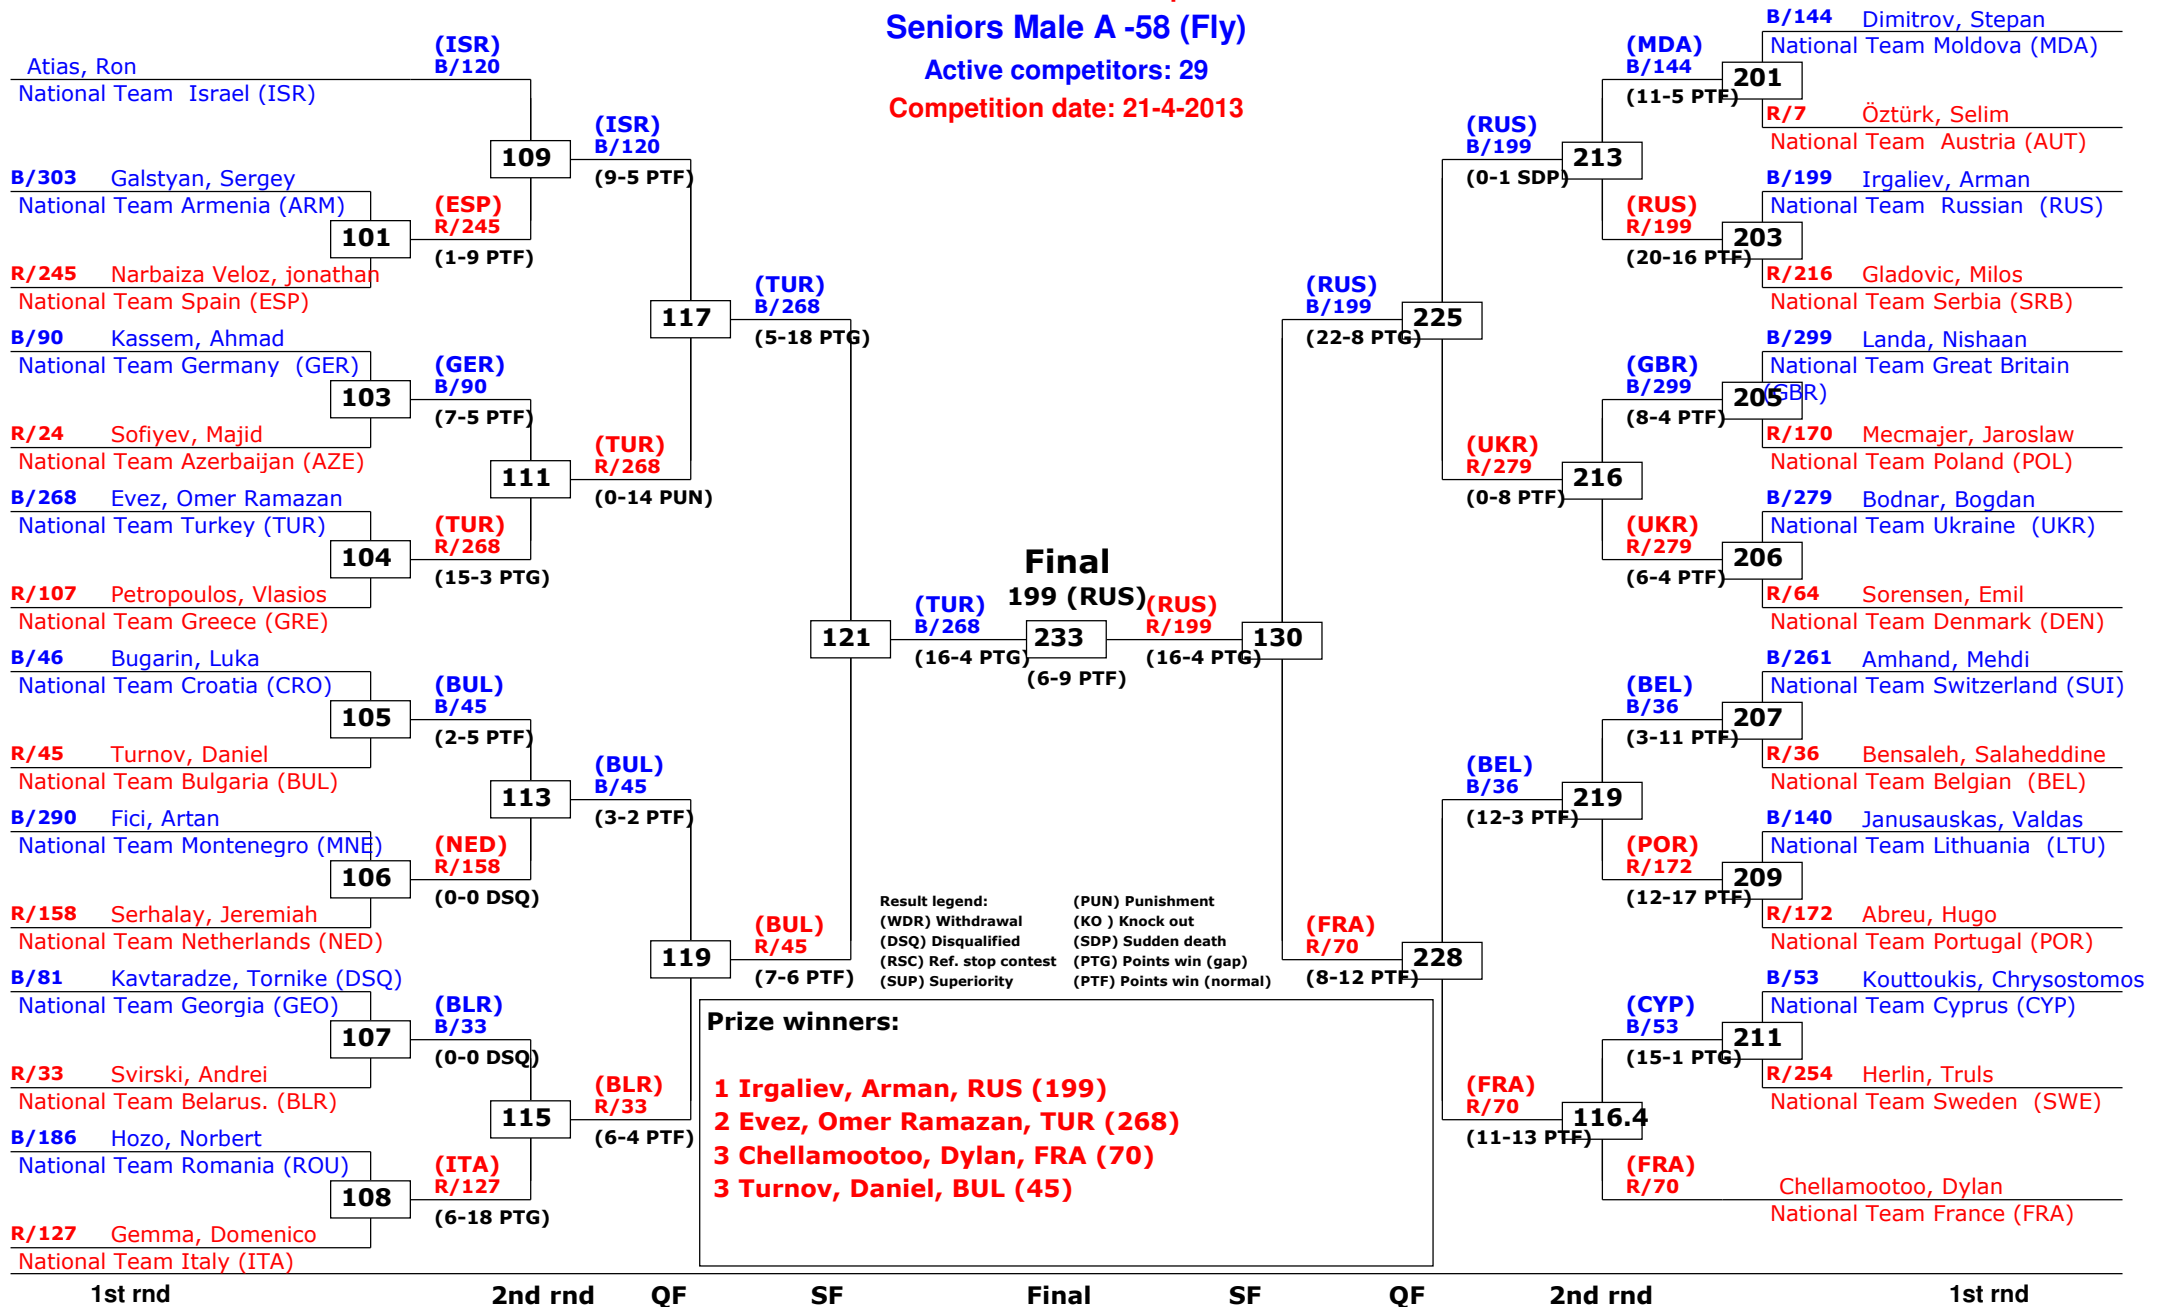 Seniors Male A -58 (Fly)
Active competitors: 29
Competition date: 21-4-2013
Atias, Ron
National Team  Israel (ISR)
B/303 Galstyan, Sergey
National Team Armenia (ARM)
101
R/245 Narbaiza Veloz, jonathan
National Team Spain (ESP)
B/90 Kassem, Ahmad
National Team Germany  (GER)
103
R/24 Sofiyev, Majid
National Team Azerbaijan (AZE)
B/268 Evez, Omer Ramazan
National Team Turkey (TUR)
104
R/107 Petropoulos, Vlasios
National Team Greece (GRE)
B/46 Bugarin, Luka
National Team Croatia (CRO)
105
R/45 Turnov, Daniel
National Team Bulgaria (BUL)
B/290 Fici, Artan
National Team Montenegro (MNE)
106
R/158 Serhalay, Jeremiah
National Team Netherlands (NED)
B/81 Kavtaradze, Tornike (DSQ)
National Team Georgia (GEO)
107
R/33 Svirski, Andrei
National Team Belarus. (BLR)
B/186 Hozo, Norbert
National Team Romania (ROU)
108
R/127 Gemma, Domenico
National Team Italy (ITA)
(ISR)
B/120
109
(ESP)
R/245
(1-9 PTF)
(GER)
B/90
(7-5 PTF)
111
(TUR)
R/268
(15-3 PTG)
(BUL)
B/45
(2-5 PTF)
113
(NED)
R/158
(0-0 DSQ)
(BLR)
B/33
(0-0 DSQ)
115
(ITA)
R/127
(6-18 PTG)
(ISR)
B/120
(9-5 PTF)
117
(TUR)
R/268
(0-14 PUN)
(BUL)
B/45
(3-2 PTF)
119
(BLR)
R/33
(6-4 PTF)
(TUR)
B/268
(5-18 PTG)
121
(BUL)
R/45
(7-6 PTF)
(TUR)
B/268
(16-4 PTG)
Final
199 (RUS)
233
(6-9 PTF)
(RUS)
R/199
(16-4 PTG)
130
(RUS)
B/199
(22-8 PTG)
225
(FRA)
R/70
(8-12 PTF)
228
(RUS)
B/199
(0-1 SDP)
213
(UKR)
R/279
(0-8 PTF)
216
(BEL)
B/36
(12-3 PTF)
219
(FRA)
R/70
(11-13 PTF)
116.4
(MDA)
B/144
(11-5 PTF)
201
(RUS)
R/199
(20-16 PTF)
203
(GBR)
B/299
(8-4 PTF)
205
(UKR)
R/279
(6-4 PTF)
206
(BEL)
B/36
(3-11 PTF)
207
(POR)
R/172
(12-17 PTF)
209
(CYP)
B/53
(15-1 PTG)
211
(FRA)
R/70
B/144 Dimitrov, Stepan
National Team Moldova (MDA)
R/7 Öztürk, Selim
National Team  Austria (AUT)
B/199 Irgaliev, Arman
National Team  Russian  (RUS)
R/216 Gladovic, Milos
National Team Serbia (SRB)
B/299 Landa, Nishaan
National Team Great Britain
(GBR)
R/170 Mecmajer, Jaroslaw
National Team Poland (POL)
B/279 Bodnar, Bogdan
National Team Ukraine  (UKR)
R/64 Sorensen, Emil
National Team Denmark (DEN)
B/261 Amhand, Mehdi
National Team Switzerland (SUI)
R/36 Bensaleh, Salaheddine
National Team Belgian  (BEL)
B/140 Janusauskas, Valdas
National Team Lithuania  (LTU)
R/172 Abreu, Hugo
National Team Portugal (POR)
B/53 Kouttoukis, Chrysostomos
National Team Cyprus (CYP)
R/254 Herlin, Truls
National Team Sweden  (SWE)
Chellamootoo, Dylan
National Team France (FRA)
Result legend: (PUN) Punishment
(WDR) Withdrawal (KO ) Knock out
(DSQ) Disqualified (SDP) Sudden death
(RSC) Ref. stop contest (PTG) Points win (gap)
(SUP) Superiority (PTF) Points win (normal)
Prize winners:
1 Irgaliev, Arman, RUS (199)
2 Evez, Omer Ramazan, TUR (268)
3 Chellamootoo, Dylan, FRA (70)
3 Turnov, Daniel, BUL (45)
1st rnd 2nd rnd QF SF Final SF QF 2nd rnd 1st rnd